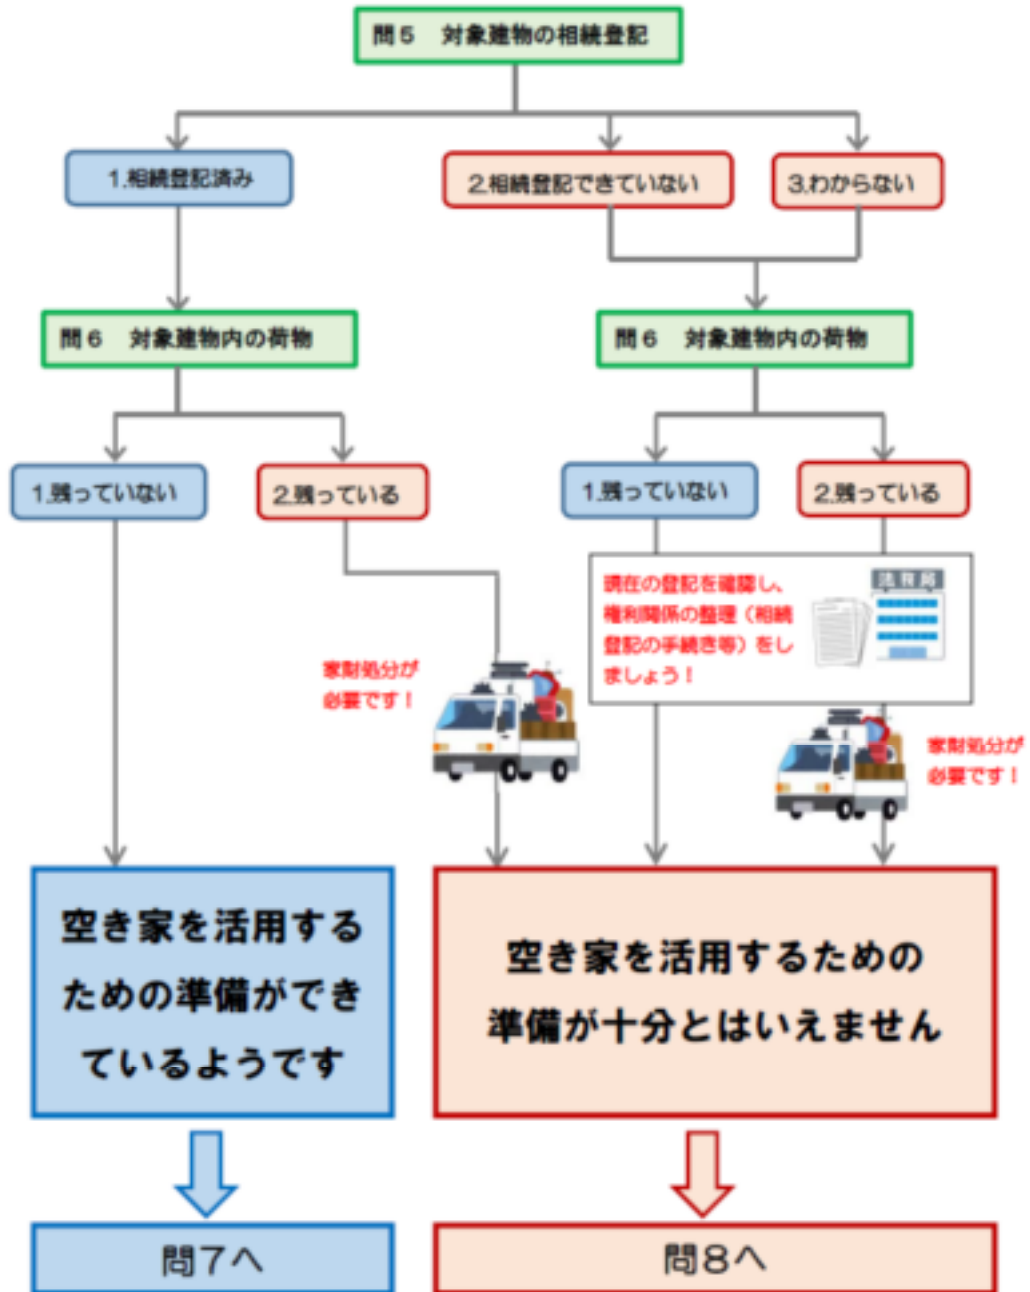 問５　対象建物の相続登記
1.相続登記済み
2.相続登記できていない
3.わからない
問６　対象建物内の荷物
問６　対象建物内の荷物
1.残っていない
2.残っている
1.残っていない
2.残っている
現在の登記を確認し、
権利関係の整理（相続
登記の手続き等）をし
ましょう！
法務局
家財処分が
必要です！
家財処分が
必要です！
空き家を活用する
ための準備ができ
ているようです
空き家を活用するための
準備が十分とはいえません
問７へ
問８へ